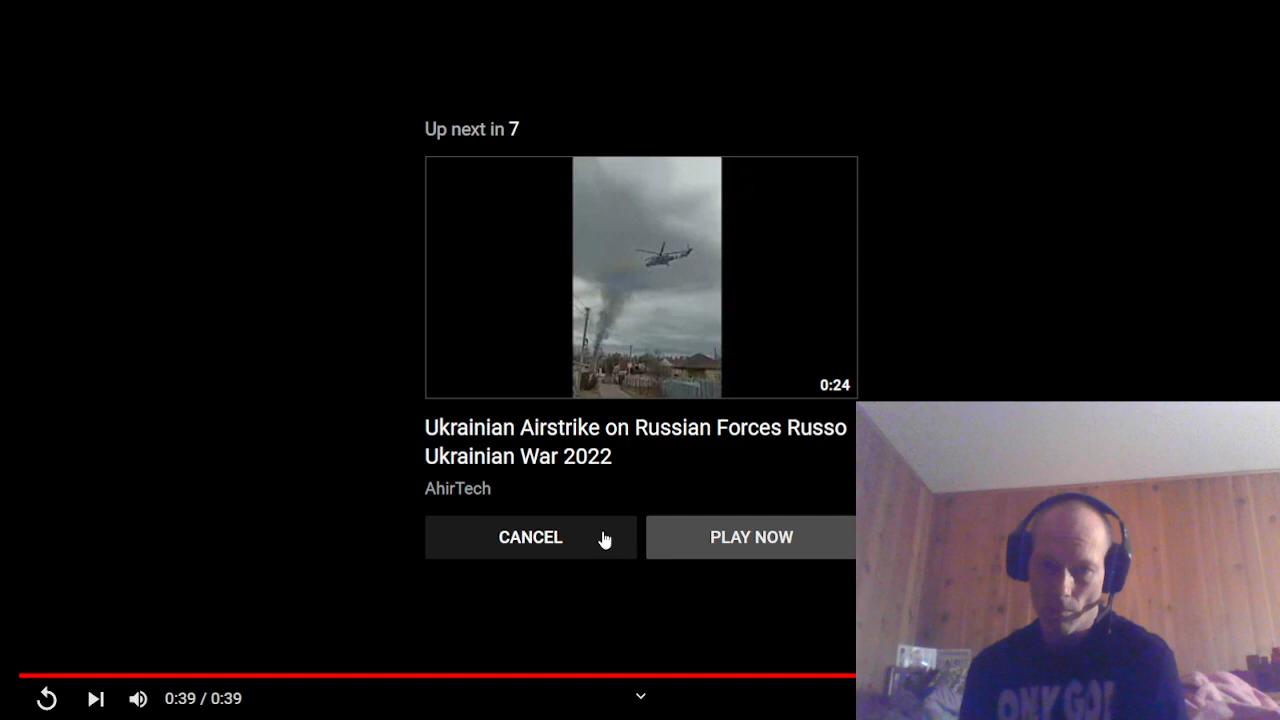 Up next in 7
0:24
Ukrainian Airstrike on Russian Forces Russo
Ukrainian War 2022
AhirTech
CANCEL
PLAY NOW
0:39 / 0:39